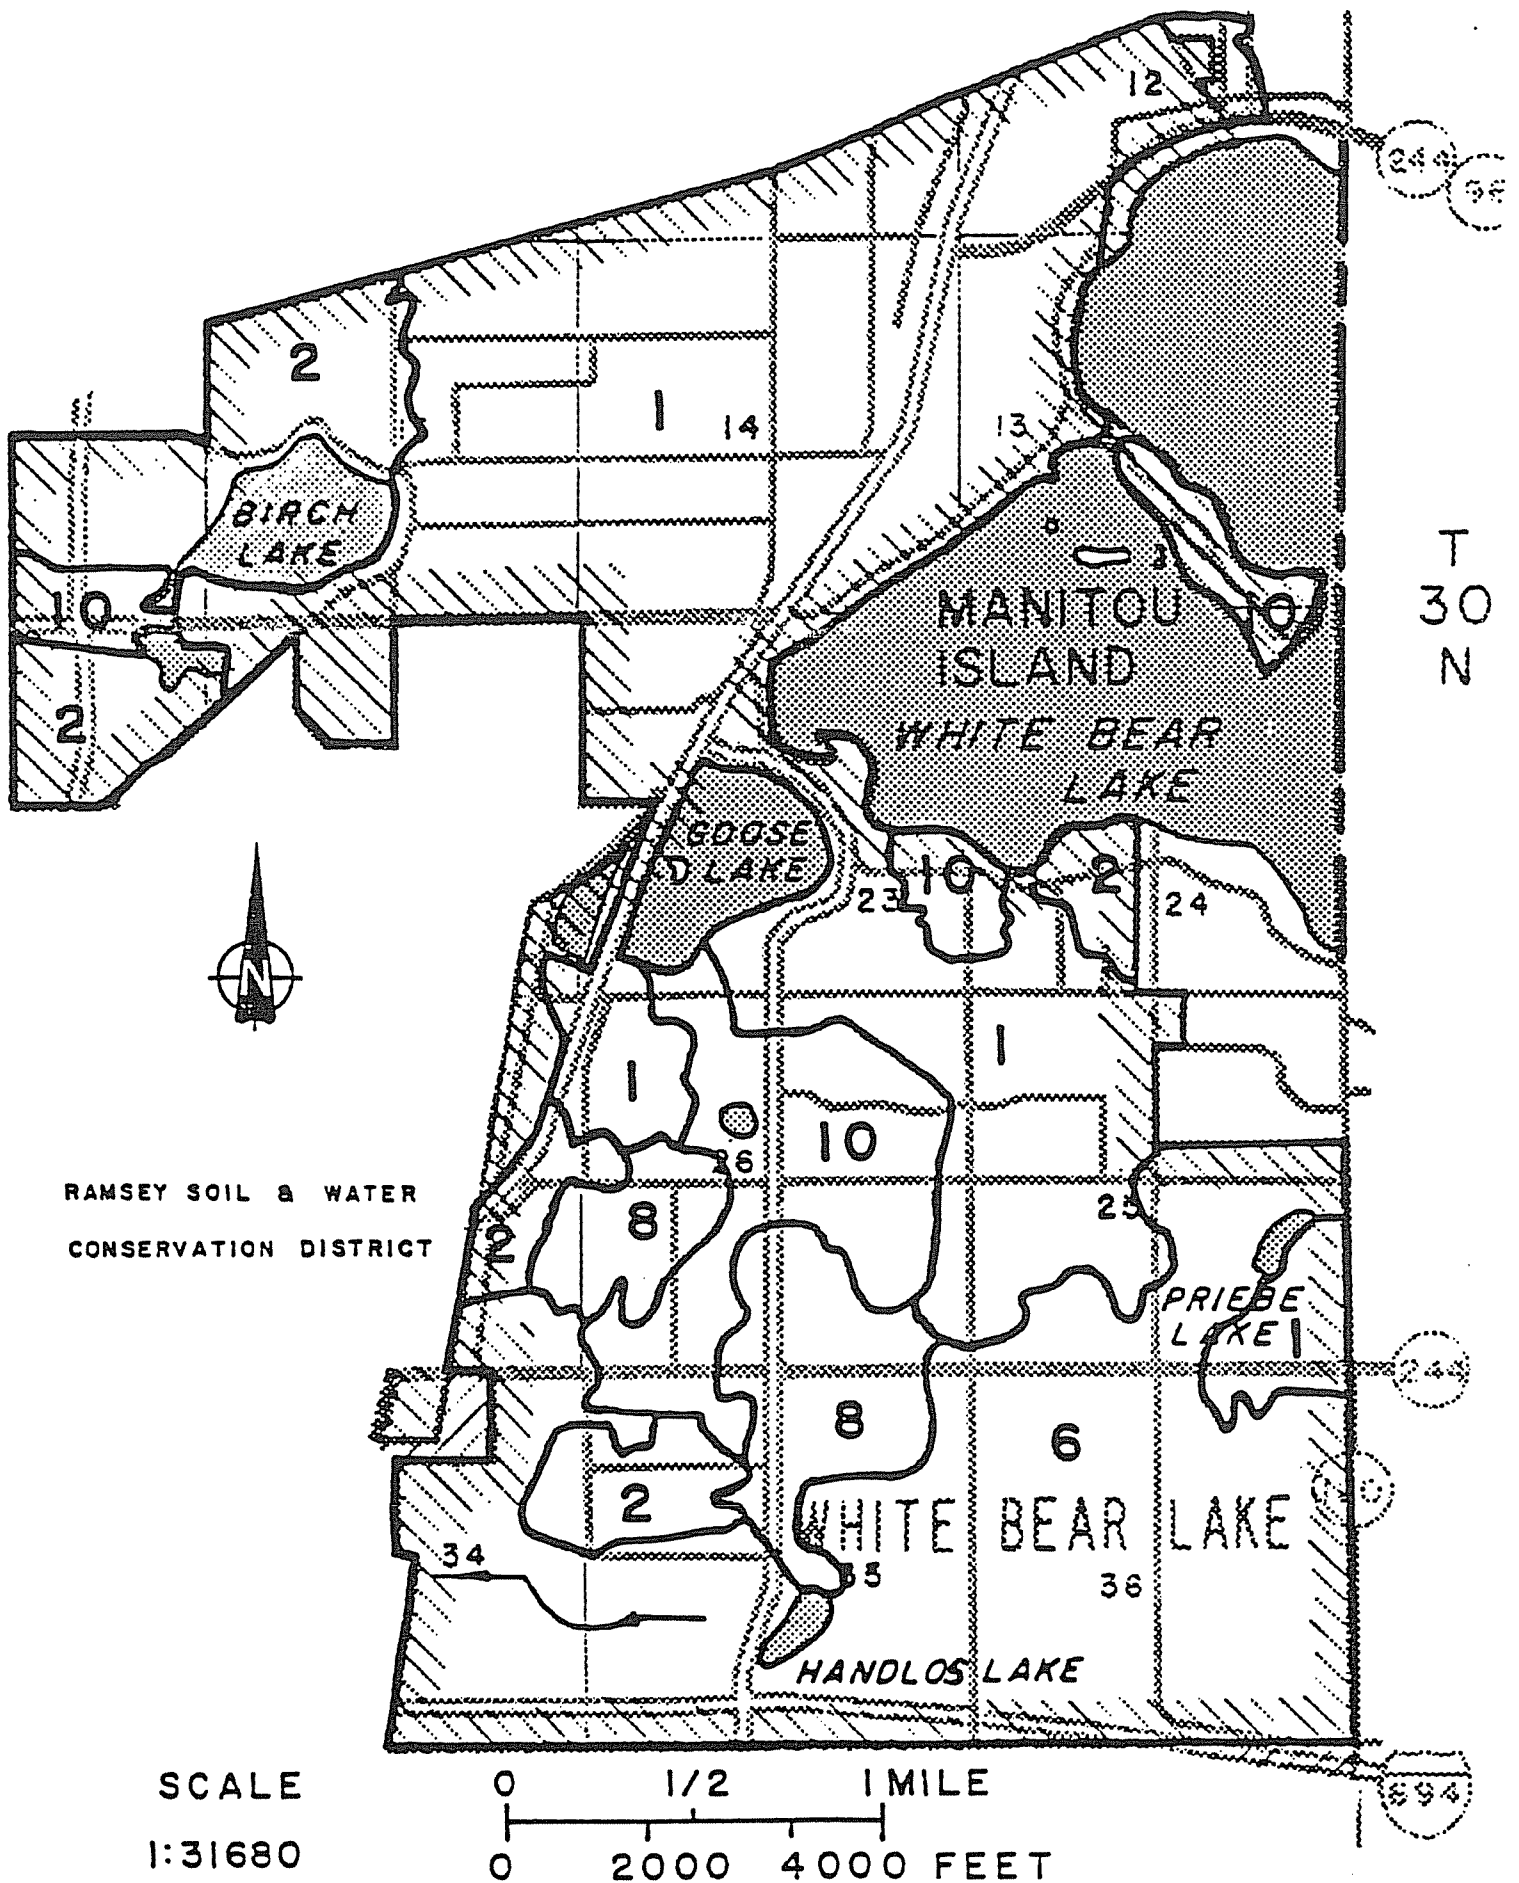 12
244
96
2
1
14
13
BIRCH
LAKE
T
30
N
10
MANITOU
ISLAND
10
2
WHITE BEAR
LAKE
GOOSE
LAKE
10
2
23
24
N
1
1
10
26
RAMSEY SOIL & WATER
CONSERVATION DISTRICT
8
2
25
PRIEBE
LAKE
1
244
8
6
2
WHITE BEAR LAKE
34
35
36
HANDLOS LAKE
SCALE
1:31680
0 1/2 1 MILE
0 2000 4000 FEET
694